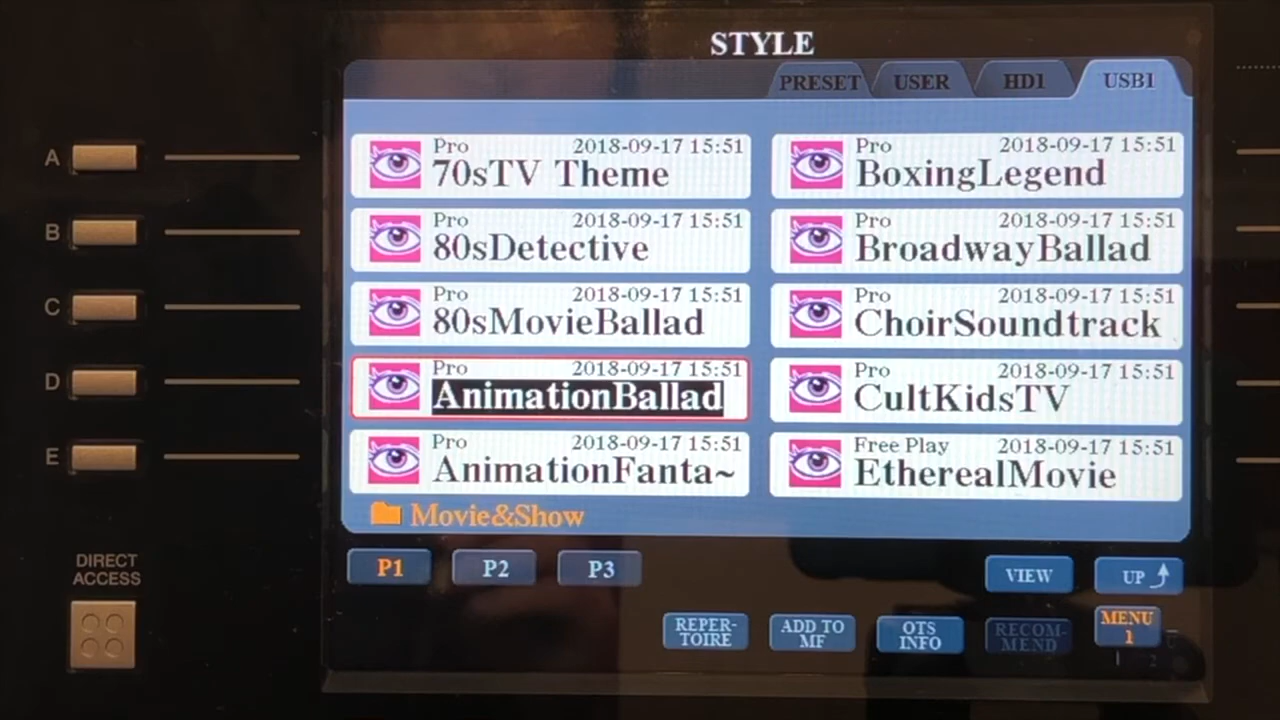 STYLE
PRESET USER HD1 USB1
A
B
C
D
E
Pro 2018-09-17 15:51
70sTV Theme
Pro 2018-09-17 15:51
80sDetective
Pro 2018-09-17 15:51
80sMovieBallad
Pro 2018-09-17 15:51
AnimationBallad
Pro 2018-09-17 15:51
AnimationFanta~
Pro 2018-09-17 15:51
BoxingLegend
Pro 2018-09-17 15:51
BroadwayBallad
Pro 2018-09-17 15:51
ChoirSoundtrack
Pro 2018-09-17 15:51
CultKidsTV
Free Play 2018-09-17 15:51
EtherealMovie
Movie&Show
P1 P2 P3
VIEW UP
DIRECT
ACCESS
REPER-
TOIRE
ADD TO
MF
OTS
INFO
RECOM-
MEND
MENU
1
1 2